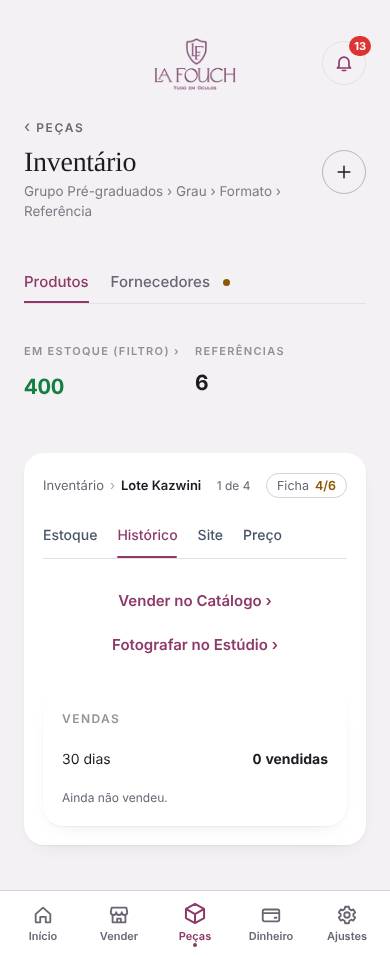 13
LF
LA FOUCH
TUDO EM ÓCULOS
‹ PEÇAS
Inventário
Grupo Pré-graduados › Grau › Formato ›
Referência
+
Produtos Fornecedores
EM ESTOQUE (FILTRO) › REFERÊNCIAS
400 6
Inventário › Lote Kazwini 1 de 4 Ficha 4/6
Estoque Histórico Site Preço
Vender no Catálogo ›
Fotografar no Estúdio ›
VENDAS
30 dias 0 vendidas
Ainda não vendeu.
Início Vender Peças Dinheiro Ajustes